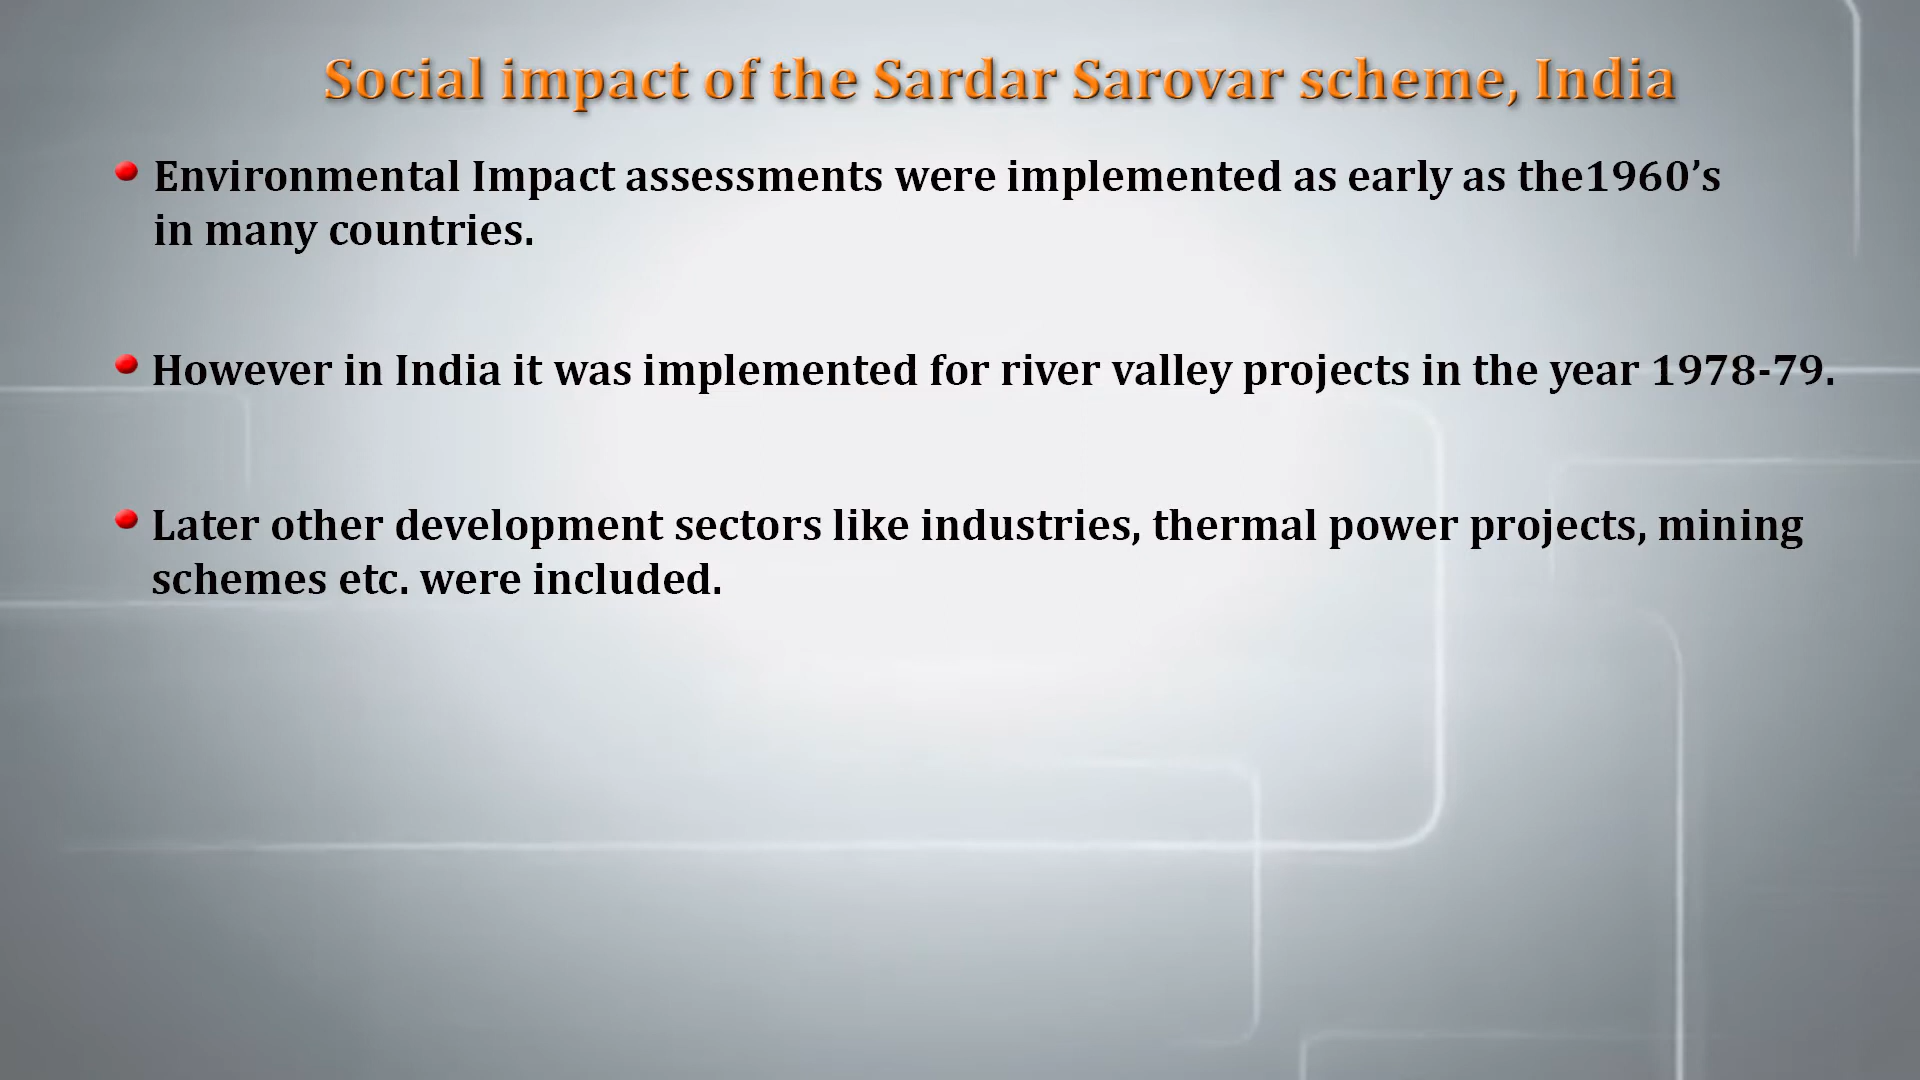 Social impact of the Sardar Sarovar scheme, India
Environmental Impact assessments were implemented as early as the1960’s
in many countries.
However in India it was implemented for river valley projects in the year 1978-79.
Later other development sectors like industries, thermal power projects, mining
schemes etc. were included.